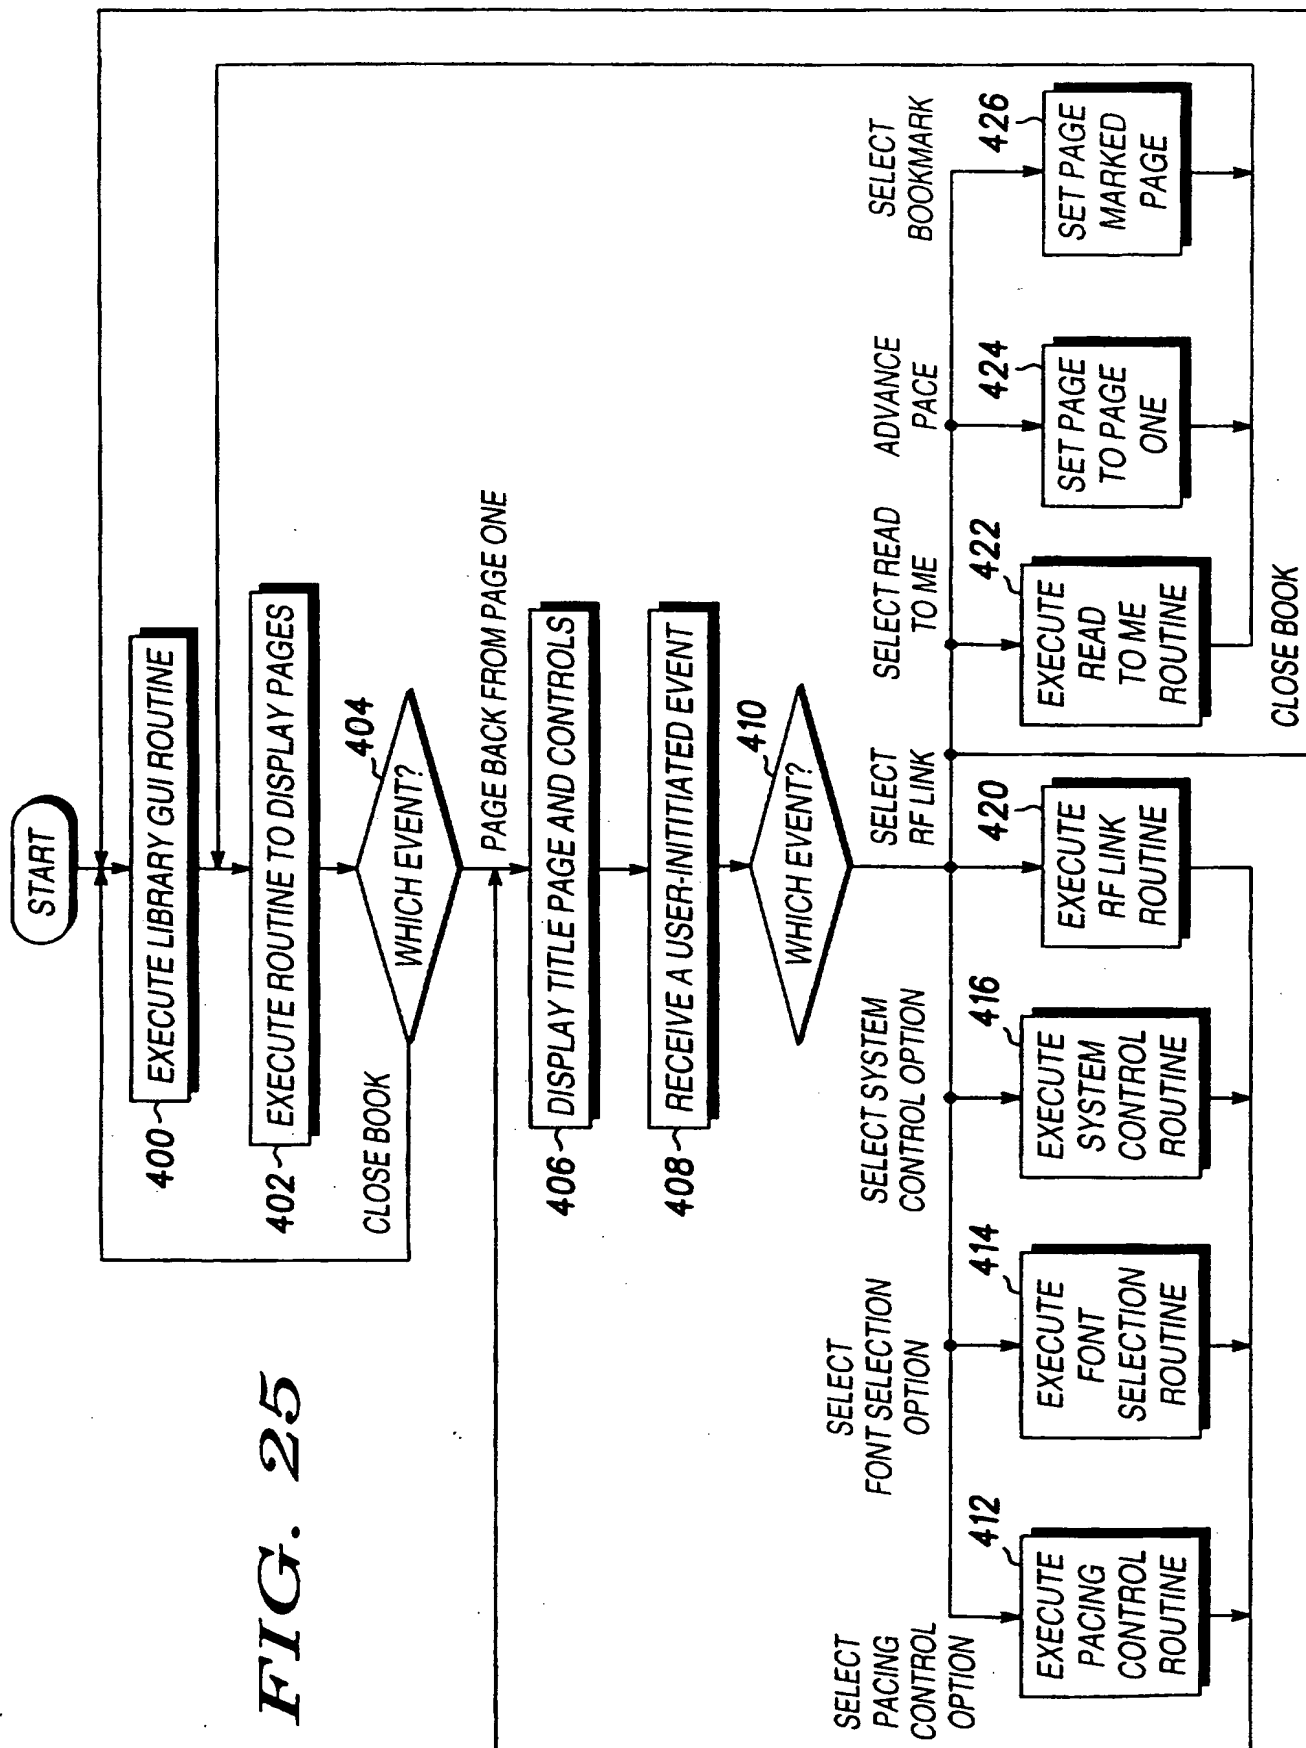 FIG. 25
START
400
EXECUTE LIBRARY GUI ROUTINE
402
EXECUTE ROUTINE TO DISPLAY PAGES
404
WHICH EVENT?
CLOSE BOOK
PAGE BACK FROM PAGE ONE
406
DISPLAY TITLE PAGE AND CONTROLS
408
RECEIVE A USER-INITITIATED EVENT
410
WHICH EVENT?
SELECT
PACING
CONTROL
OPTION
SELECT
FONT SELECTION
OPTION
SELECT SYSTEM
CONTROL OPTION
SELECT
RF LINK
SELECT READ
TO ME
ADVANCE
PACE
SELECT
BOOKMARK
412
EXECUTE
PACING
CONTROL
ROUTINE
414
EXECUTE
FONT
SELECTION
ROUTINE
416
EXECUTE
SYSTEM
CONTROL
ROUTINE
420
EXECUTE
RF LINK
ROUTINE
422
EXECUTE
READ
TO ME
ROUTINE
424
SET PAGE
TO PAGE
ONE
426
SET PAGE
MARKED
PAGE
CLOSE BOOK